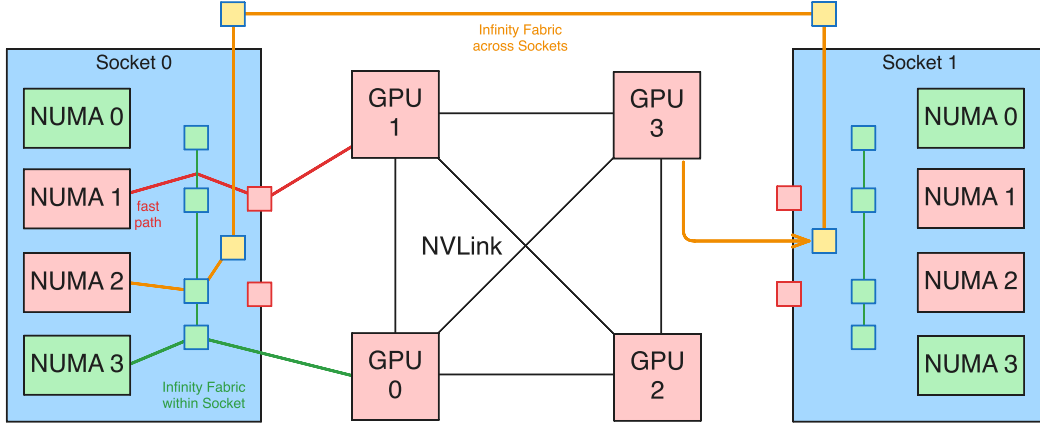 Infinity Fabric
across Sockets
Socket 0
Socket 1
NUMA 0
NUMA 1
NUMA 2
NUMA 3
fast
path
Infinity Fabric
within Socket
GPU
1
GPU
3
NVLink
GPU
0
GPU
2
NUMA 0
NUMA 1
NUMA 2
NUMA 3